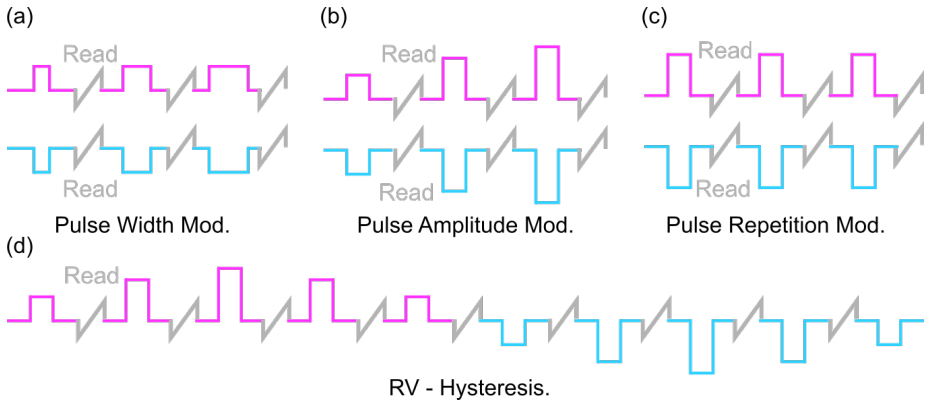 (a)
(b)
(c)
Read
Read
Read
Read
Read
Read
Pulse Width Mod.
Pulse Amplitude Mod.
Pulse Repetition Mod.
(d)
Read
RV - Hysteresis.